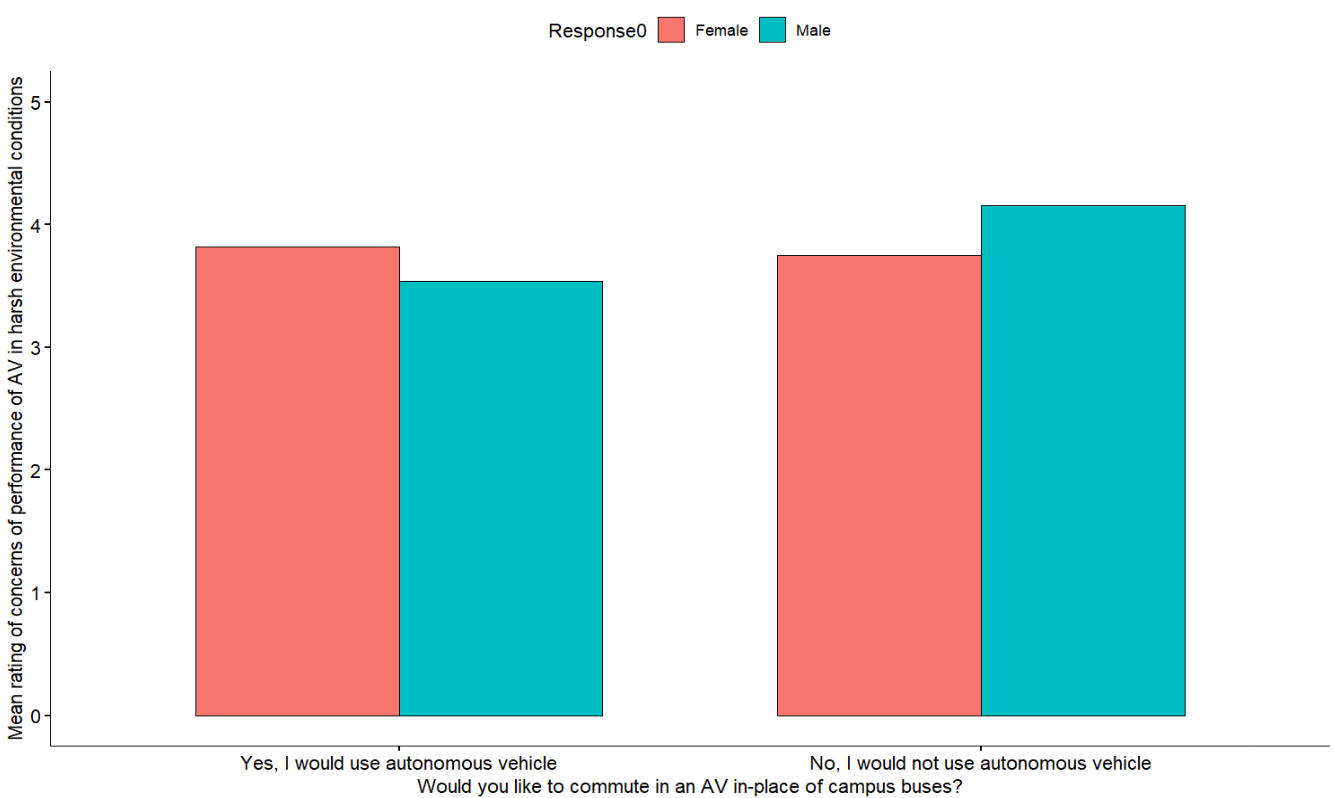 Response0 Female Male
Mean rating of concerns of performance of AV in harsh environmental conditions
5
4
3
2
1
0
Yes, I would use autonomous vehicle No, I would not use autonomous vehicle
Would you like to commute in an AV in-place of campus buses?